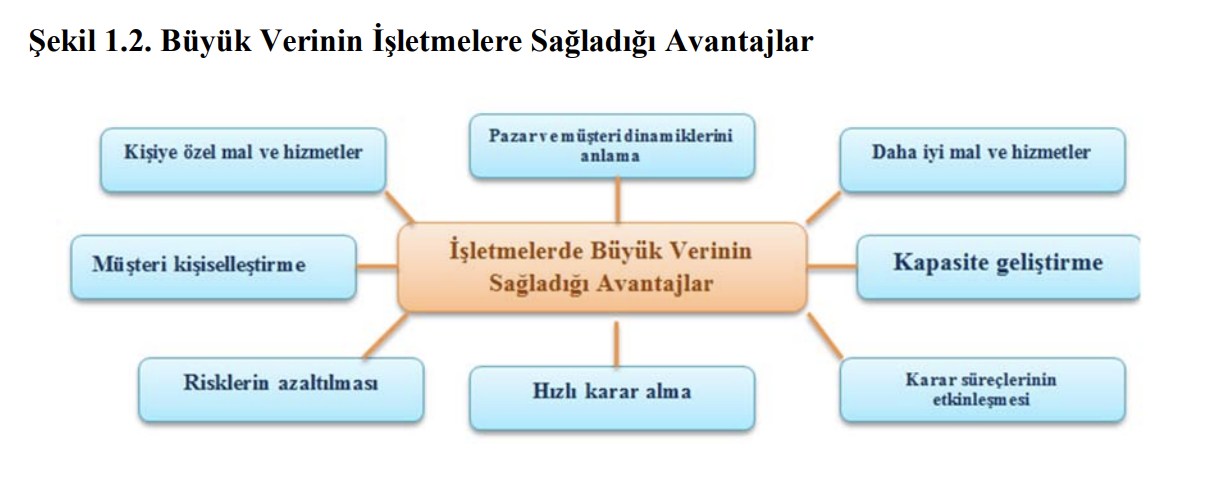 Şekil 1.2. Büyük Verinin İşletmelere Sağladığı Avantajlar
Kişiye özel mal ve hizmetler
Pazar ve müşteri dinamiklerini
anlama
Daha iyi mal ve hizmetler
Müşteri kişiselleştirme
İşletmelerde Büyük Verinin
Sağladığı Avantajlar
Kapasite geliştirme
Risklerin azaltılması
Hızlı karar alma
Karar süreçlerinin
etkinleşmesi